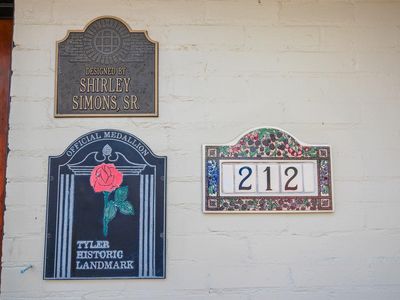 DESIGNED BY
SHIRLEY
SIMONS, SR.
OFFICIAL MEDALLION
TYLER
HISTORIC
LANDMARK
212